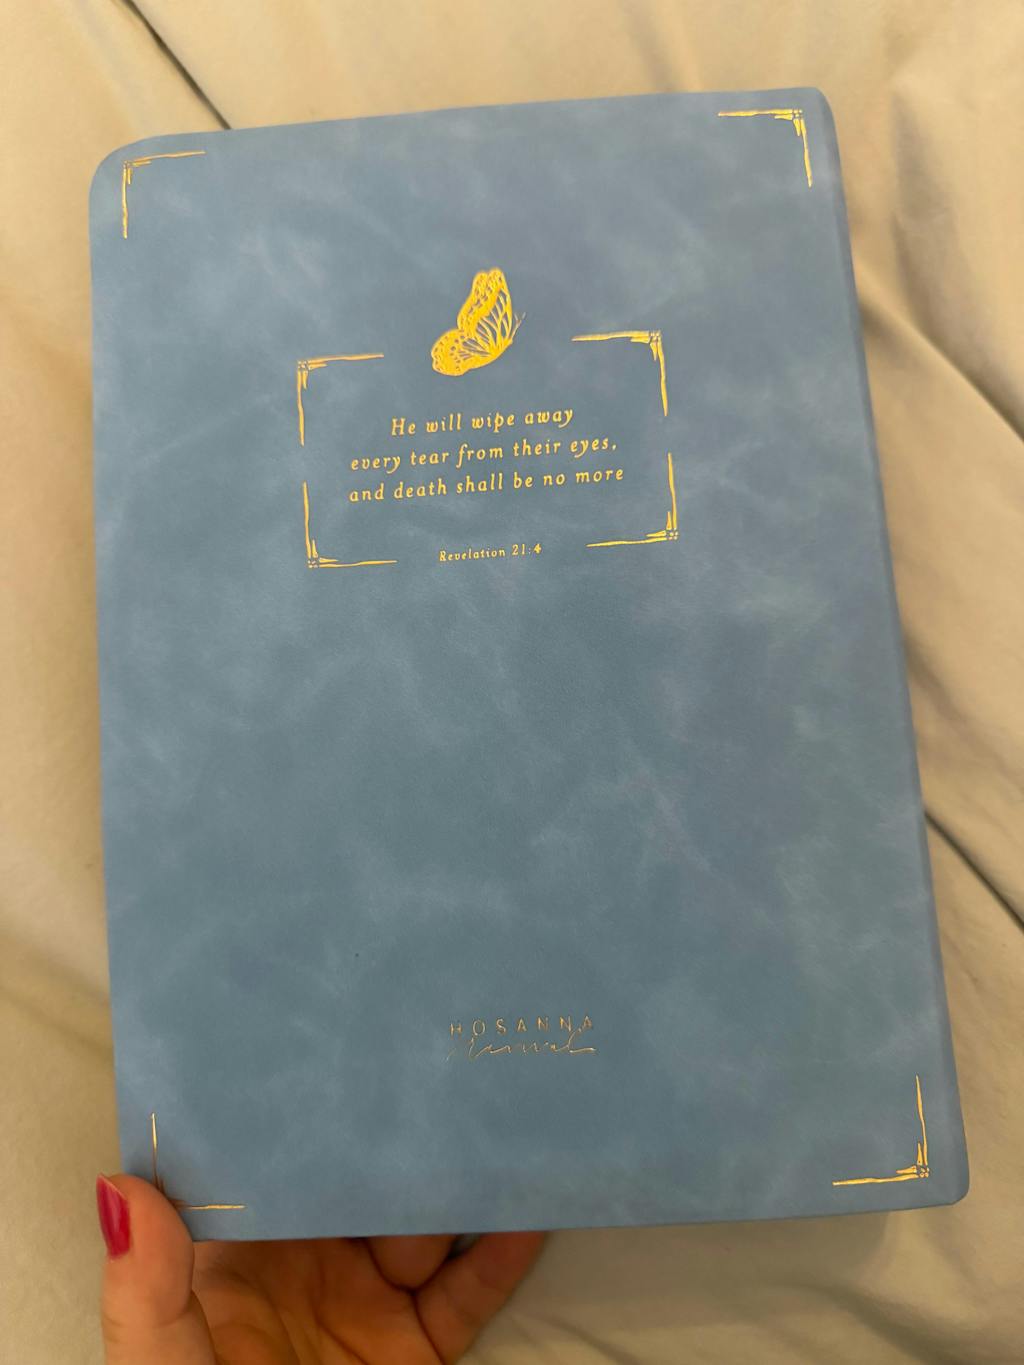 He will wipe away
every tear from their eyes,
and death shall be no more
Revelation 21:4
HOSANNA
Revival